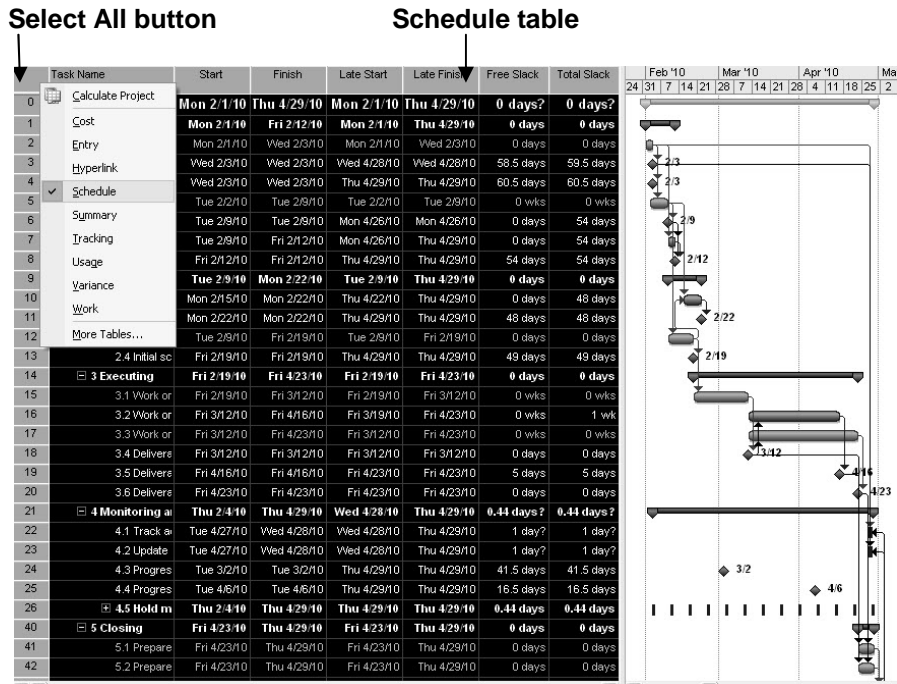 Select All button Schedule table
Task Name Start Finish Late Start Late Finish Free Slack Total Slack Feb '10 Mar '10 Apr '10 Ma
24 31 7 14 21 28 7 14 21 28 4 11 18 25 2
Calculate Project
Cost
Entry
Hyperlink
Schedule
Summary
Tracking
Usage
Variance
Work
More Tables...
0 Mon 2/1/10 Thu 4/29/10 Mon 2/1/10 Thu 4/29/10 0 days? 0 days?
1 Mon 2/1/10 Fri 2/12/10 Mon 2/1/10 Thu 4/29/10 0 days 0 days
2 Mon 2/1/10 Wed 2/3/10 Mon 2/1/10 Wed 2/3/10 0 days 0 days
3 Wed 2/3/10 Wed 2/3/10 Wed 4/28/10 Wed 4/28/10 58.5 days 59.5 days 2/3
4 Wed 2/3/10 Wed 2/3/10 Thu 4/29/10 Thu 4/29/10 60.5 days 60.5 days 2/3
5 Tue 2/2/10 Tue 2/9/10 Tue 2/2/10 Tue 2/9/10 0 wks 0 wks
6 Tue 2/9/10 Tue 2/9/10 Mon 4/26/10 Mon 4/26/10 0 days 54 days 2/9
7 Tue 2/9/10 Fri 2/12/10 Mon 4/26/10 Thu 4/29/10 0 days 54 days
8 Fri 2/12/10 Fri 2/12/10 Thu 4/29/10 Thu 4/29/10 54 days 54 days 2/12
9 Tue 2/9/10 Mon 2/22/10 Tue 2/9/10 Thu 4/29/10 0 days 0 days
10 Mon 2/15/10 Mon 2/22/10 Thu 4/22/10 Thu 4/29/10 0 days 48 days
11 Mon 2/22/10 Mon 2/22/10 Thu 4/29/10 Thu 4/29/10 48 days 48 days 2/22
12 Tue 2/9/10 Fri 2/19/10 Tue 2/9/10 Fri 2/19/10 0 days 0 days
13 2.4 Initial sc Fri 2/19/10 Fri 2/19/10 Thu 4/29/10 Thu 4/29/10 49 days 49 days 2/19
14 3 Executing Fri 2/19/10 Fri 4/23/10 Fri 2/19/10 Fri 4/23/10 0 days 0 days
15 3.1 Work or Fri 2/19/10 Fri 3/12/10 Fri 2/19/10 Fri 3/12/10 0 wks 0 wks
16 3.2 Work or Fri 3/12/10 Fri 4/16/10 Fri 3/19/10 Fri 4/23/10 0 wks 1 wk
17 3.3 Work or Fri 3/12/10 Fri 4/23/10 Fri 3/12/10 Fri 4/23/10 0 wks 0 wks
18 3.4 Delivera Fri 3/12/10 Fri 3/12/10 Fri 3/12/10 Fri 3/12/10 0 days 0 days 3/12
19 3.5 Delivera Fri 4/16/10 Fri 4/16/10 Fri 4/23/10 Fri 4/23/10 5 days 5 days 4/16
20 3.6 Delivera Fri 4/23/10 Fri 4/23/10 Fri 4/23/10 Fri 4/23/10 0 days 0 days 4/23
21 4 Monitoring a Thu 2/4/10 Thu 4/29/10 Wed 4/28/10 Thu 4/29/10 0.44 days? 0.44 days?
22 4.1 Track a Tue 4/27/10 Wed 4/28/10 Wed 4/28/10 Thu 4/29/10 1 day? 1 day?
23 4.2 Update Tue 4/27/10 Wed 4/28/10 Wed 4/28/10 Thu 4/29/10 1 day? 1 day?
24 4.3 Progres Tue 3/2/10 Tue 3/2/10 Thu 4/29/10 Thu 4/29/10 41.5 days 41.5 days 3/2
25 4.4 Progres Tue 4/6/10 Tue 4/6/10 Thu 4/29/10 Thu 4/29/10 16.5 days 16.5 days 4/6
26 4.5 Hold m Thu 2/4/10 Thu 4/29/10 Thu 4/29/10 Thu 4/29/10 0.44 days 0.44 days
40 5 Closing Fri 4/23/10 Thu 4/29/10 Fri 4/23/10 Thu 4/29/10 0 days 0 days
41 5.1 Prepare Fri 4/23/10 Thu 4/29/10 Fri 4/23/10 Thu 4/29/10 0 days 0 days
42 5.2 Prepare Fri 4/23/10 Thu 4/29/10 Fri 4/23/10 Thu 4/29/10 0 days 0 days